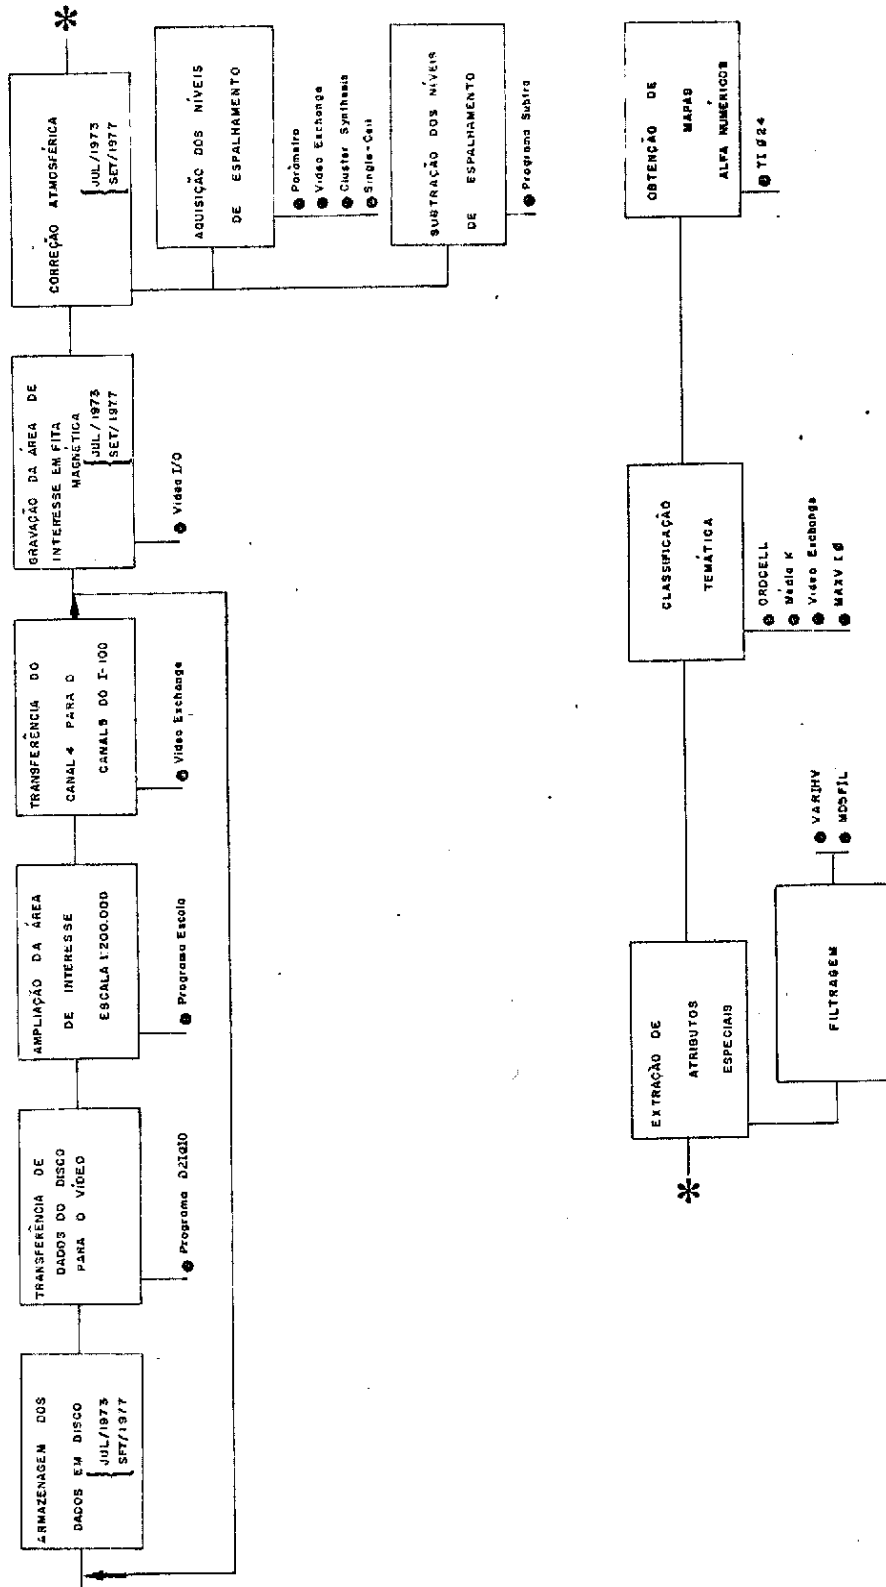 ARMAZENAGEM DOS
DADOS EM DISCO
JUL/1973
SET/1977
TRANSFERÊNCIA DE
DADOS DO DISCO
PARA O VÍDEO
● Programa D2IQIO
AMPLIAÇÃO DA ÁREA
DE INTERESSE
ESCALA 1:200.000
● Programa Escala
TRANSFERÊNCIA DO
CANAL 4 PARA O
CANAL 5 DO I-100
● Video Exchange
GRAVAÇÃO DA ÁREA DE
INTERESSE EM FITA
MAGNÉTICA
JUL/1973
SET/1977
● Video I/O
CORREÇÃO ATMOSFÉRICA
JUL/1973
SET/1977
*
AQUISIÇÃO DOS NÍVEIS
DE ESPALHAMENTO
● Parâmetro
● Video Exchange
● Cluster Synthesis
● Single-Cell
SUBTRAÇÃO DOS NÍVEIS
DE ESPALHAMENTO
● Programa Subtra
*
EXTRAÇÃO DE
ATRIBUTOS
ESPECIAIS
FILTRAGEM
● VARIHV
● MDSFIL
CLASSIFICAÇÃO
TEMÁTICA
● ORDCELL
● Média K
● Video Exchange
● MAXV IØ
OBTENÇÃO DE
MAPAS
ALFA NUMÉRICOS
● TI Ø24